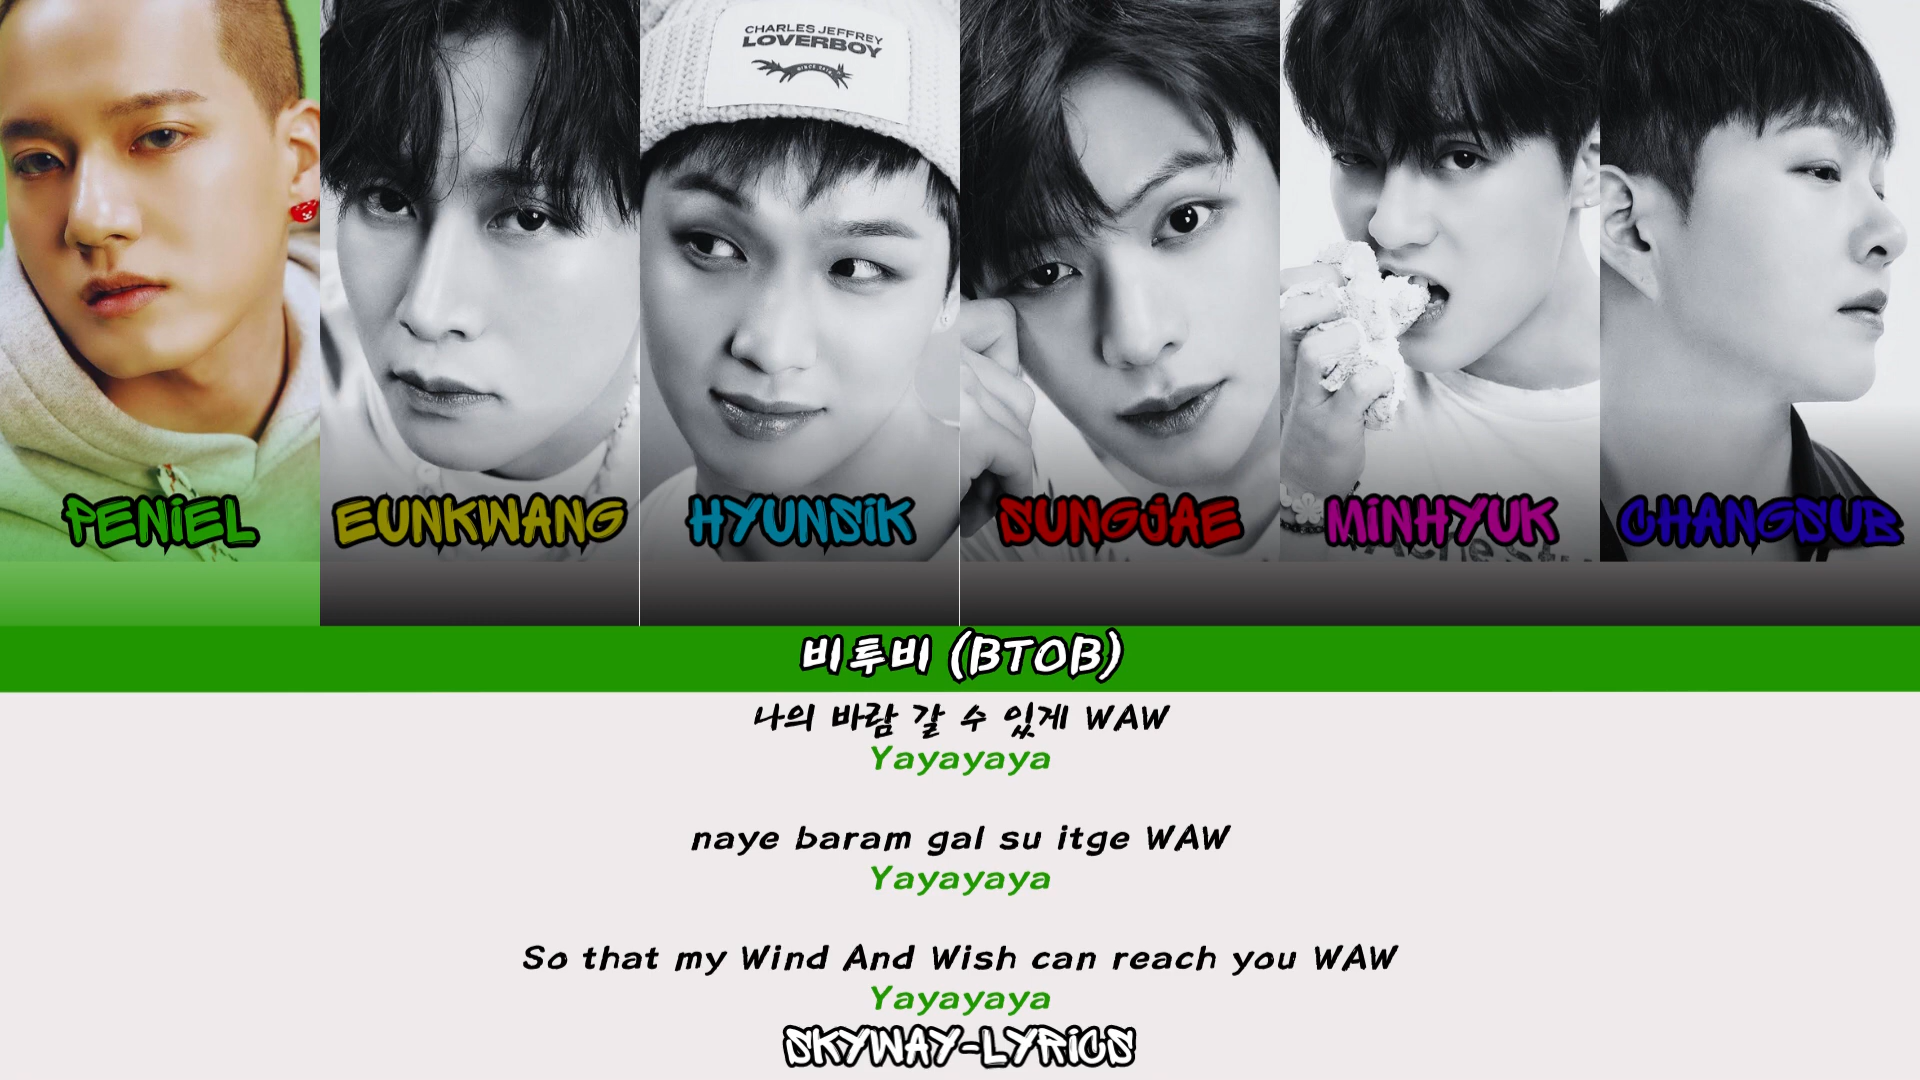 CHARLES JEFFREY
LOVERBOY
PENIEL
EUNKWANG
HYUNSIK
SUNGJAE
MINHYUK
CHANGSUB
비투비 (BTOB)
나의 바람 갈 수 있게 WAW
Yayayaya
naye baram gal su itge WAW
Yayayaya
So that my Wind And Wish can reach you WAW
Yayayaya
SKYWAY-LYRICS